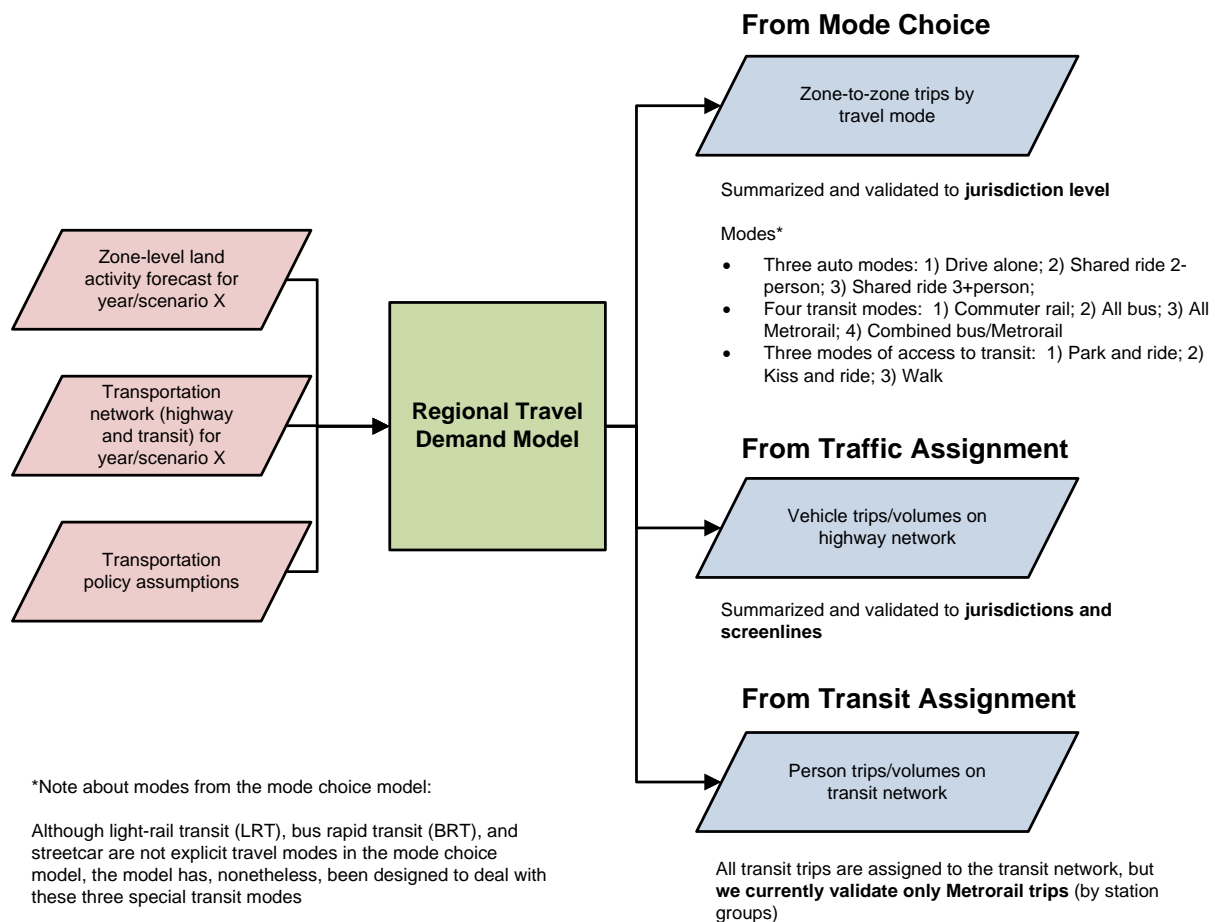 From Mode Choice
Zone-to-zone trips by
travel mode
Summarized and validated to jurisdiction level
Modes*
• Three auto modes: 1) Drive alone; 2) Shared ride 2-
person; 3) Shared ride 3+person;
• Four transit modes:  1) Commuter rail; 2) All bus; 3) All
Metrorail; 4) Combined bus/Metrorail
• Three modes of access to transit:  1) Park and ride; 2)
Kiss and ride; 3) Walk
Zone-level land
activity forecast for
year/scenario X
Transportation
network (highway
and transit) for
year/scenario X
Transportation
policy assumptions
Regional Travel
Demand Model
From Traffic Assignment
Vehicle trips/volumes on
highway network
Summarized and validated to jurisdictions and
screenlines
From Transit Assignment
Person trips/volumes on
transit network
All transit trips are assigned to the transit network, but
we currently validate only Metrorail trips (by station
groups)
*Note about modes from the mode choice model:
Although light-rail transit (LRT), bus rapid transit (BRT), and
streetcar are not explicit travel modes in the mode choice
model, the model has, nonetheless, been designed to deal with
these three special transit modes